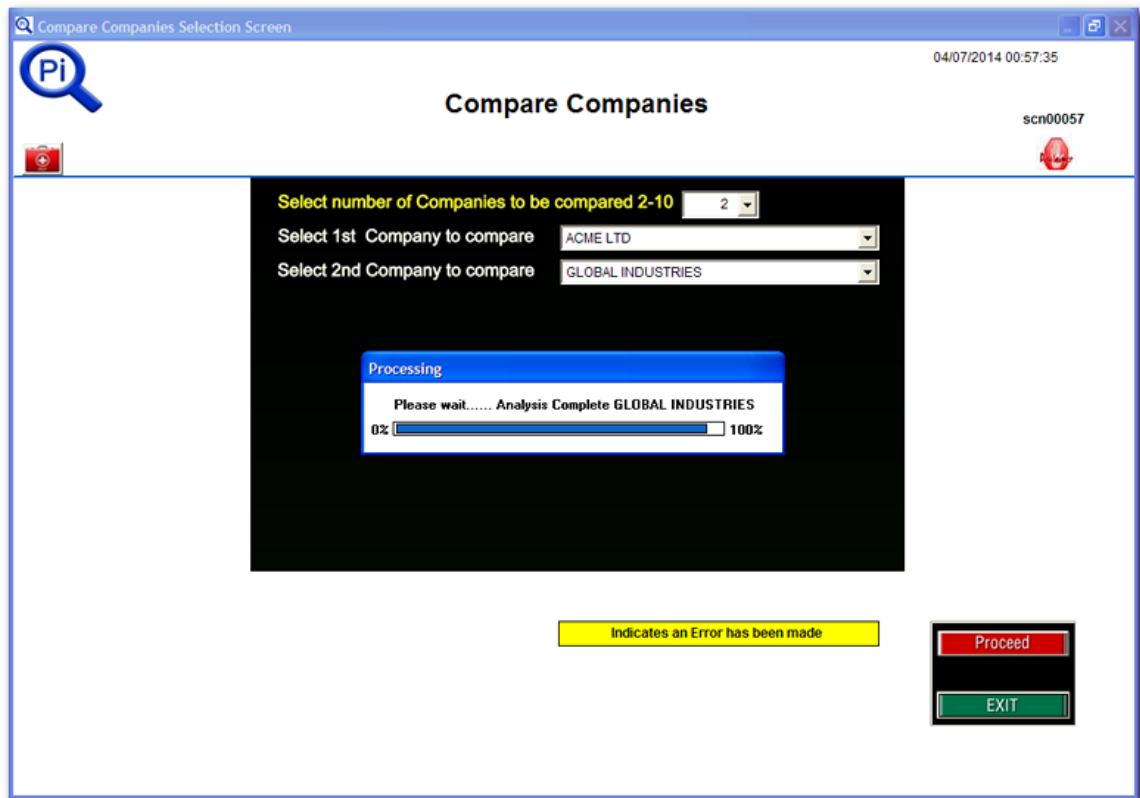 Compare Companies Selection Screen
Pi
04/07/2014 00:57:35
Compare Companies
scn00057
Select number of Companies to be compared 2-10 2
Select 1st Company to compare ACME LTD
Select 2nd Company to compare GLOBAL INDUSTRIES
Processing
Please wait...... Analysis Complete GLOBAL INDUSTRIES
0% 100%
Indicates an Error has been made
Proceed
EXIT